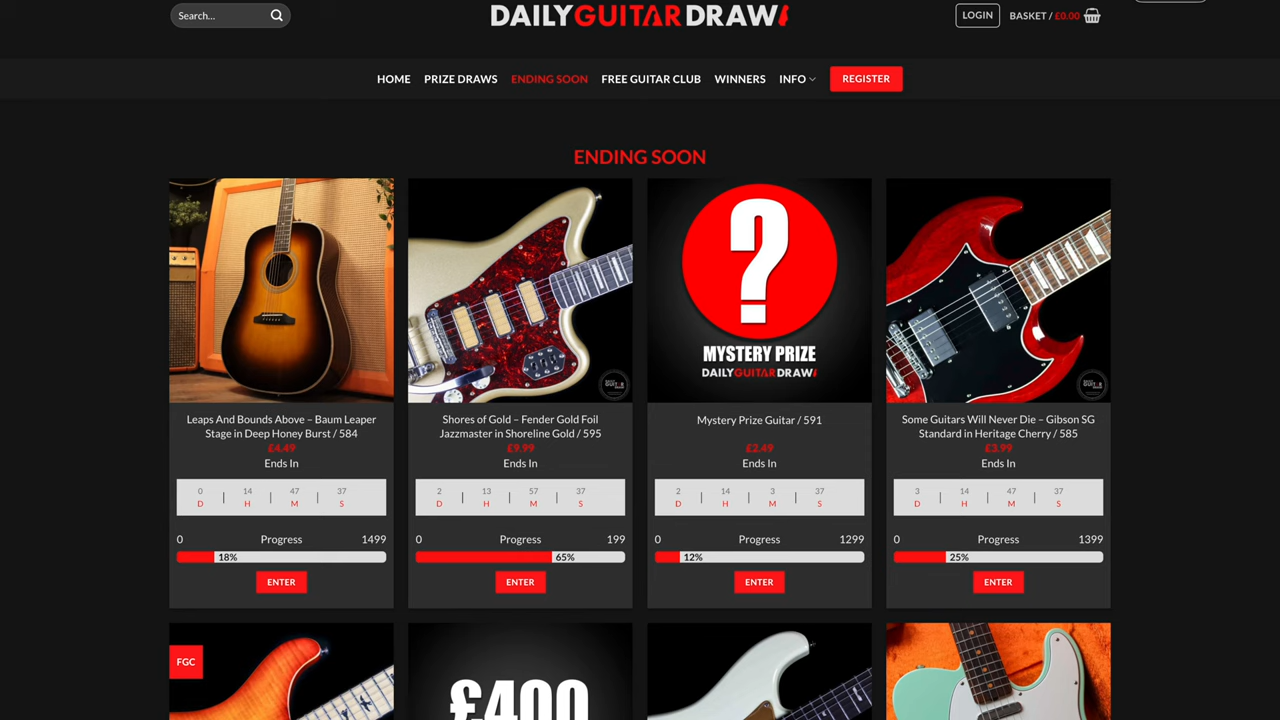 Search...
DAILYGUITARDRAW
LOGIN
BASKET / £0.00
HOME
PRIZE DRAWS
ENDING SOON
FREE GUITAR CLUB
WINNERS
INFO
REGISTER
ENDING SOON
MYSTERY PRIZE
DAILYGUITARDRAW
Leaps And Bounds Above – Baum Leaper
Stage in Deep Honey Burst / 584
£4.49
Ends In
0 | 14 | 47 | 37
D H M S
0 Progress 1499
18%
ENTER
Shores of Gold – Fender Gold Foil
Jazzmaster in Shoreline Gold / 595
£9.99
Ends In
2 | 13 | 57 | 37
D H M S
0 Progress 199
65%
ENTER
Mystery Prize Guitar / 591
£2.49
Ends In
2 | 14 | 3 | 37
D H M S
0 Progress 1299
12%
ENTER
Some Guitars Will Never Die – Gibson SG
Standard in Heritage Cherry / 585
£3.99
Ends In
3 | 14 | 47 | 37
D H M S
0 Progress 1399
25%
ENTER
FGC
£400